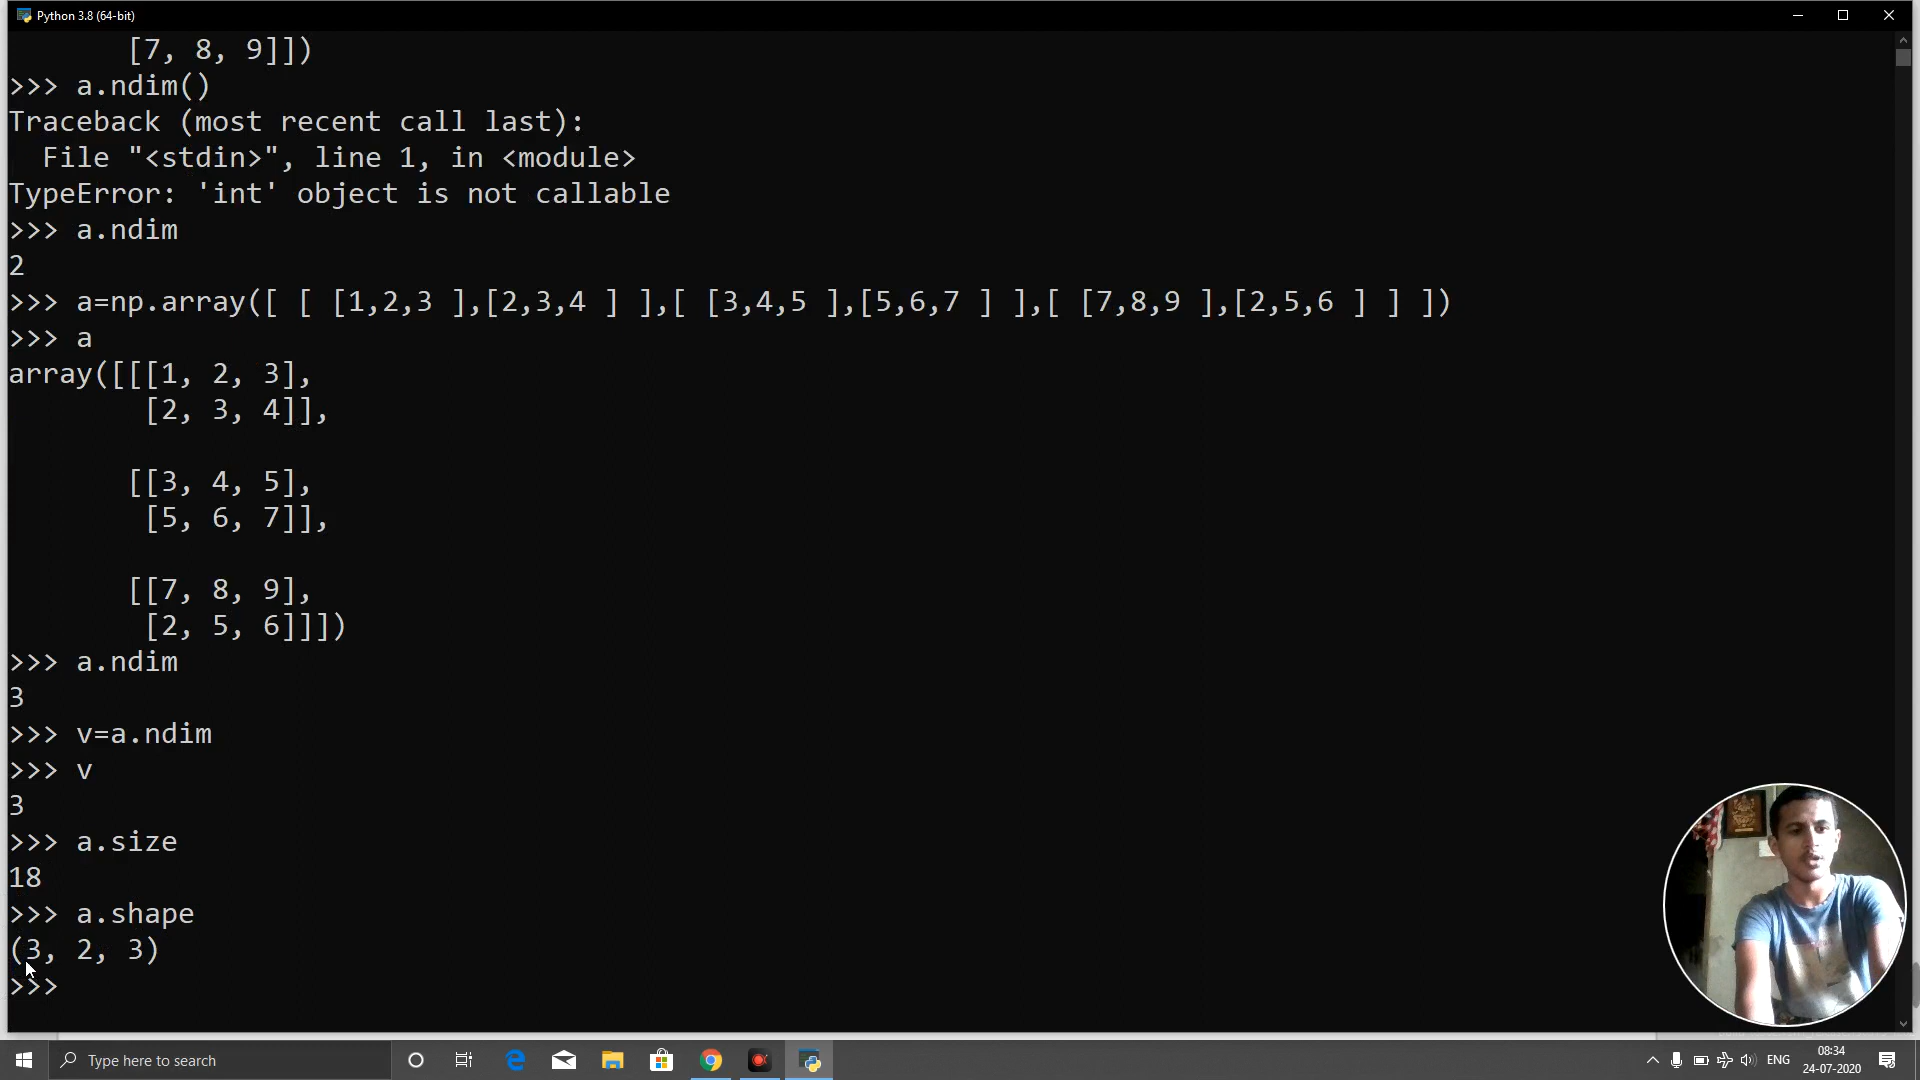 Python 3.8 (64-bit)
[7, 8, 9]])
>>> a.ndim()
Traceback (most recent call last):
File "<stdin>", line 1, in <module>
TypeError: 'int' object is not callable
>>> a.ndim
2
>>> a=np.array([ [ [1,2,3 ],[2,3,4 ] ],[ [3,4,5 ],[5,6,7 ] ],[ [7,8,9 ],[2,5,6 ] ] ])
>>> a
array([[[1, 2, 3],
[2, 3, 4]],
[[3, 4, 5],
[5, 6, 7]],
[[7, 8, 9],
[2, 5, 6]]])
>>> a.ndim
3
>>> v=a.ndim
>>> v
3
>>> a.size
18
>>> a.shape
(3, 2, 3)
>>>
Type here to search
ENG
08:34
24-07-2020